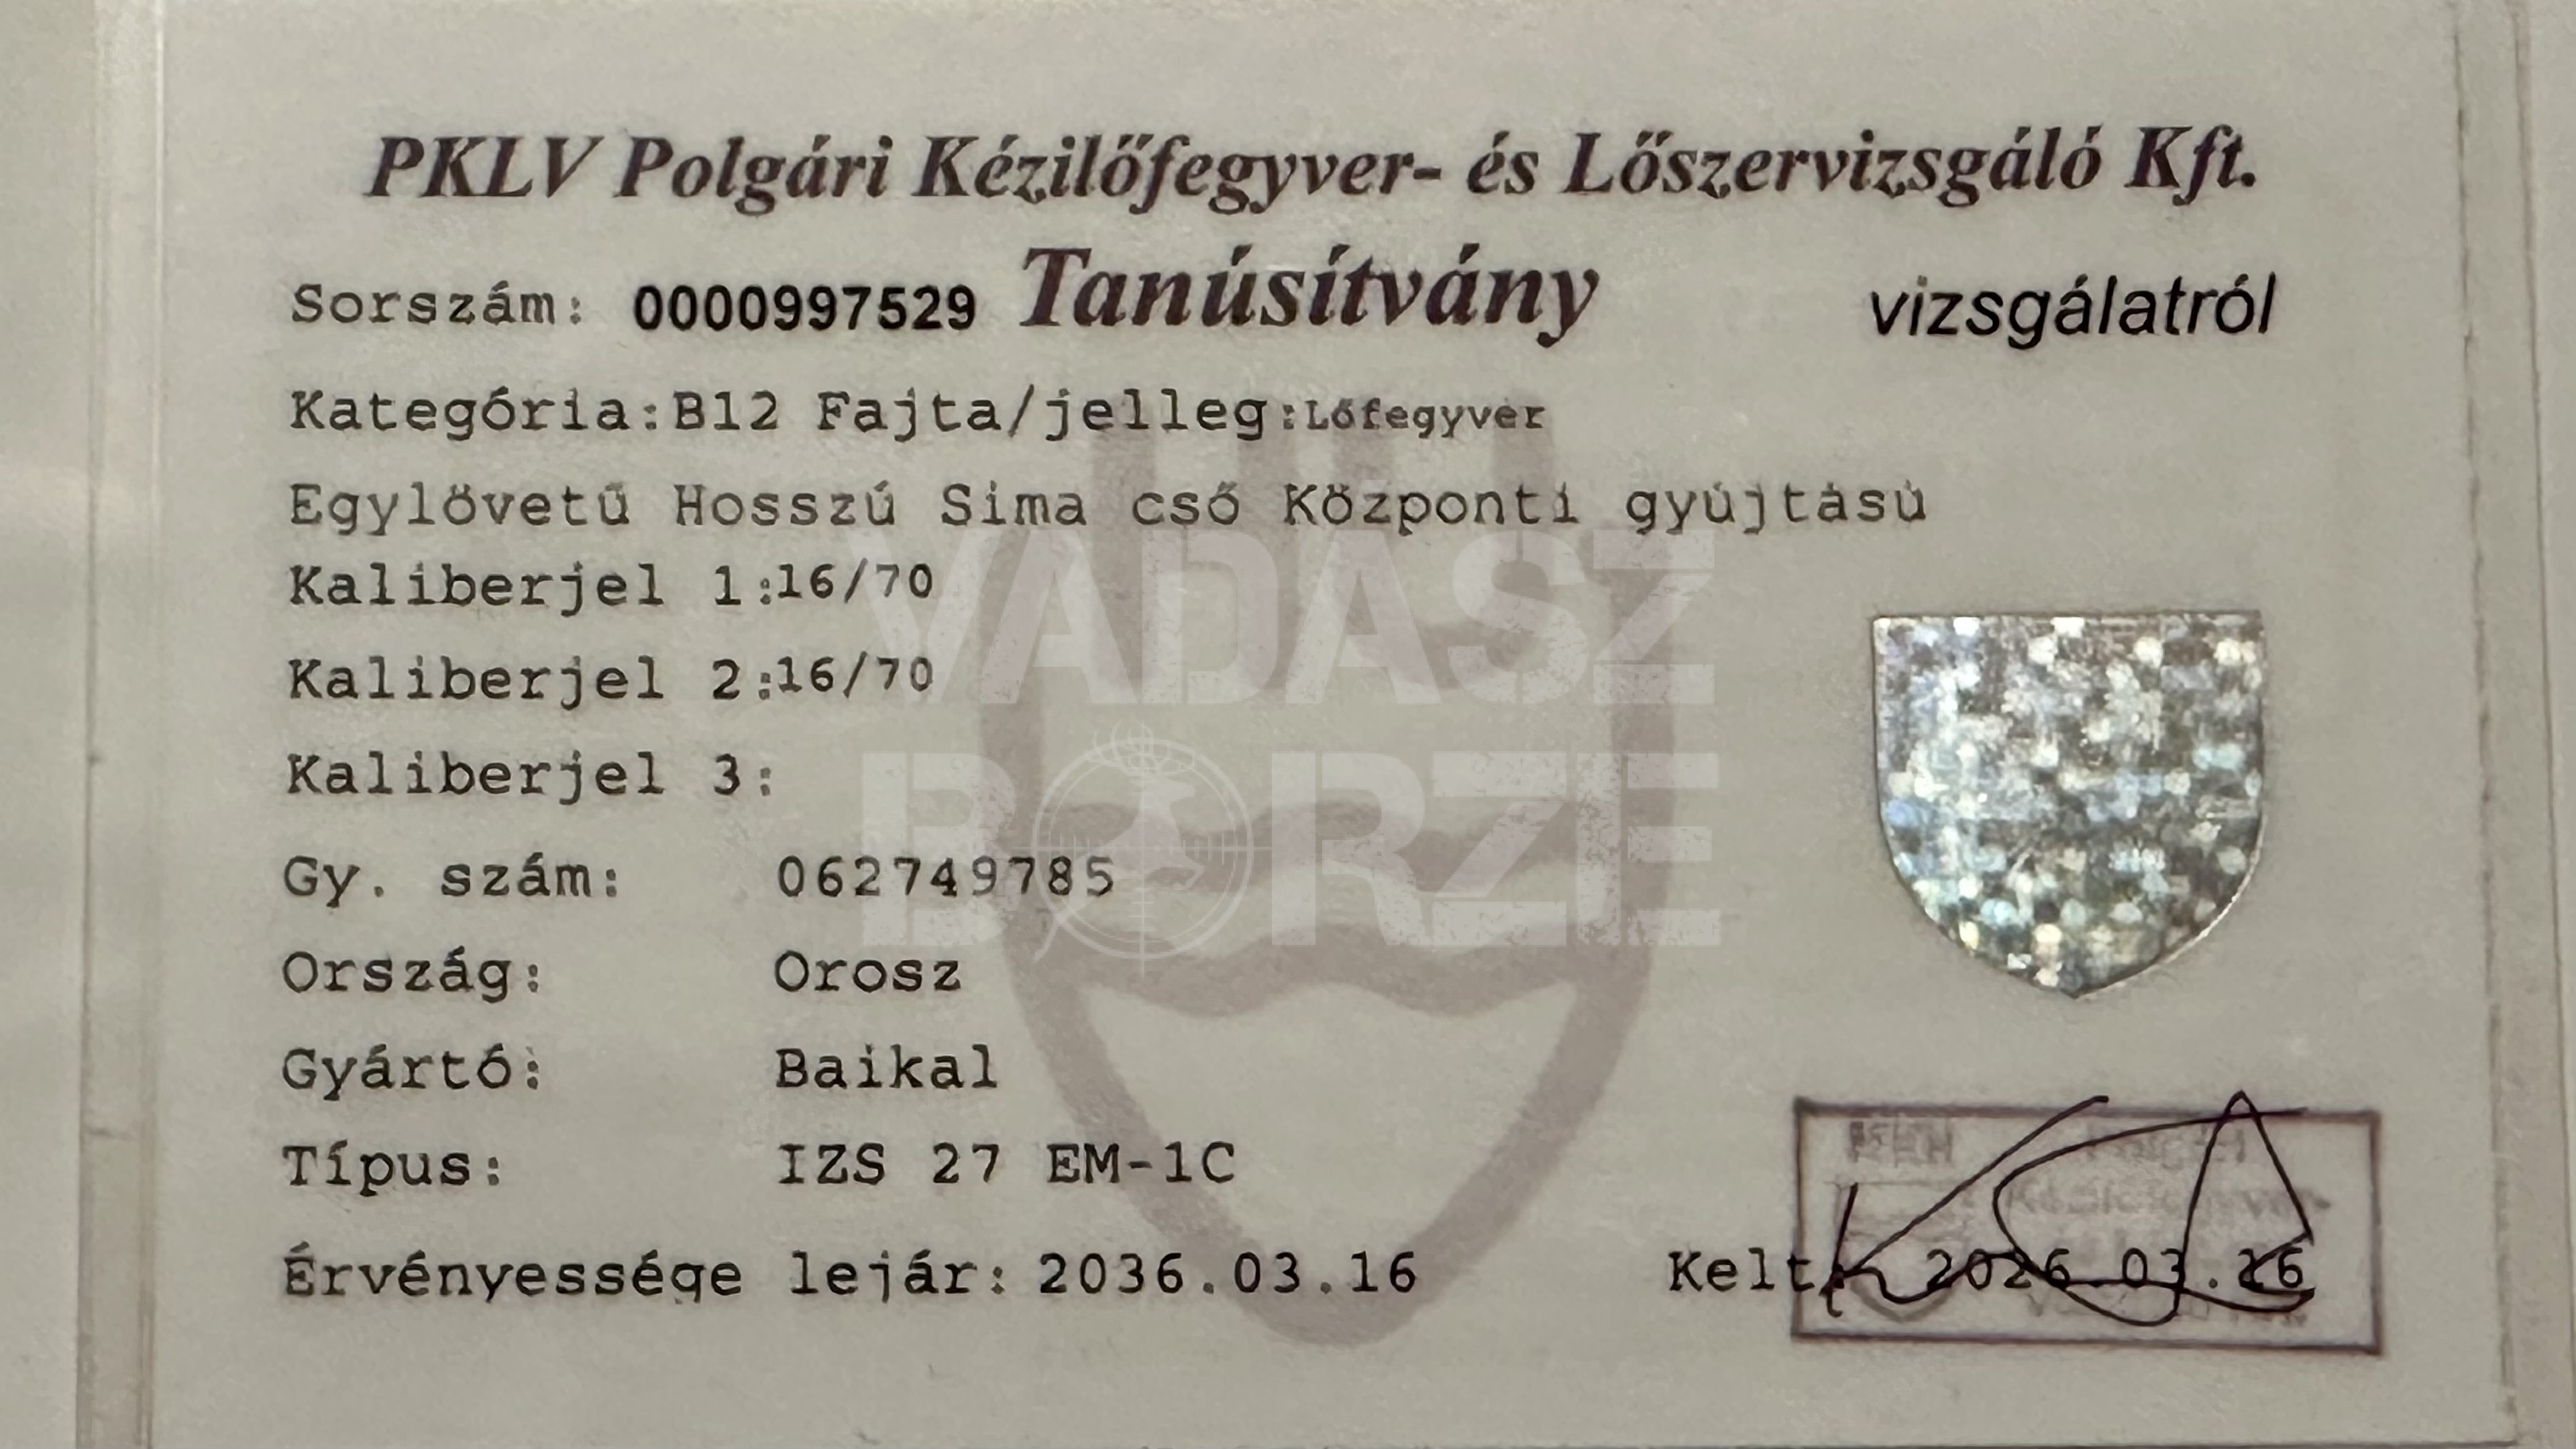 PKLV Polgári Kézilőfegyver- és Lőszervizsgáló Kft.
Sorszám: 0000997529 Tanúsítvány vizsgálatról
Kategória:B12 Fajta/jelleg:Lőfegyver
Egylövetű Hosszú Sima cső Központi gyújtású
Kaliberjel 1:16/70
Kaliberjel 2:16/70
Kaliberjel 3:
Gy. szám: 062749785
Ország: Orosz
Gyártó: Baikal
Típus: IZS 27 EM-1C
Érvényessége lejár: 2036.03.16 Kelt: 2026.03.16
VADÁSZ
BÖRZE